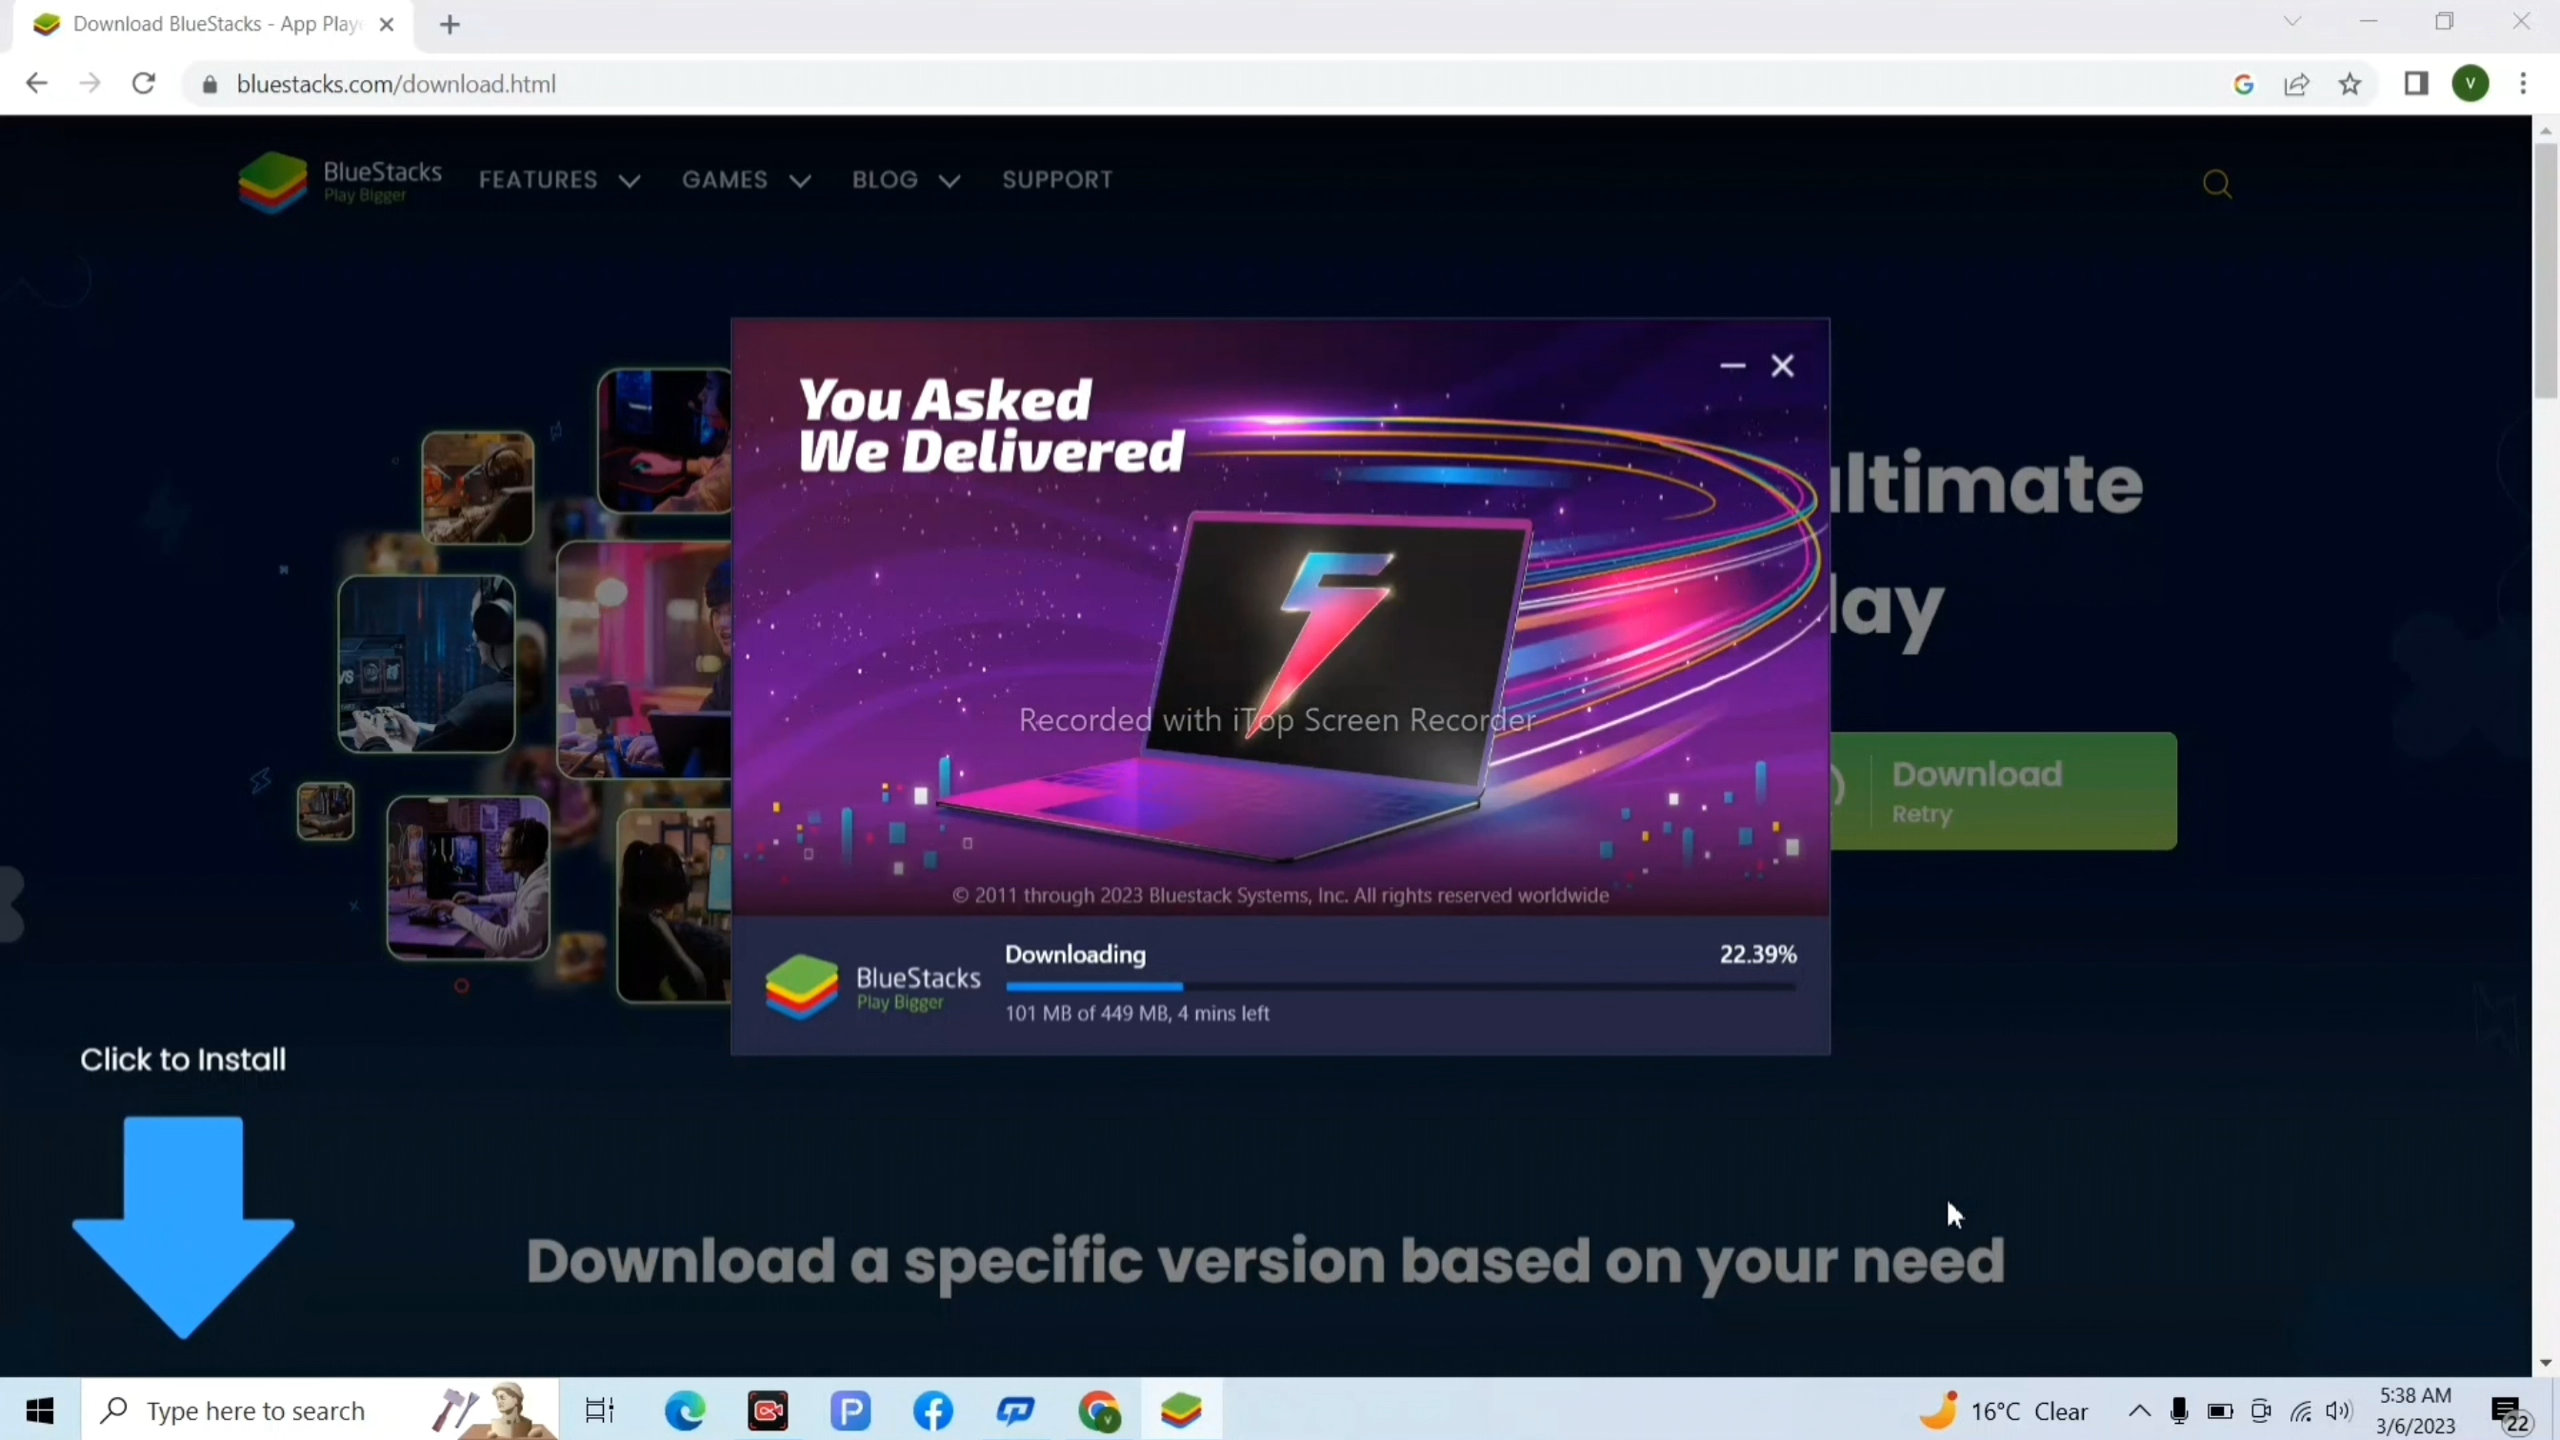 Download BlueStacks - App Playe
bluestacks.com/download.html
V
BlueStacks
Play Bigger
FEATURES
GAMES
BLOG
SUPPORT
You Asked
We Delivered
ltimate
lay
Recorded with iTop Screen Recorder
Download
Retry
© 2011 through 2023 Bluestack Systems, Inc. All rights reserved worldwide
Downloading
22.39%
BlueStacks
Play Bigger
101 MB of 449 MB, 4 mins left
Click to Install
Download a specific version based on your need
Type here to search
16°C Clear
5:38 AM
3/6/2023
22